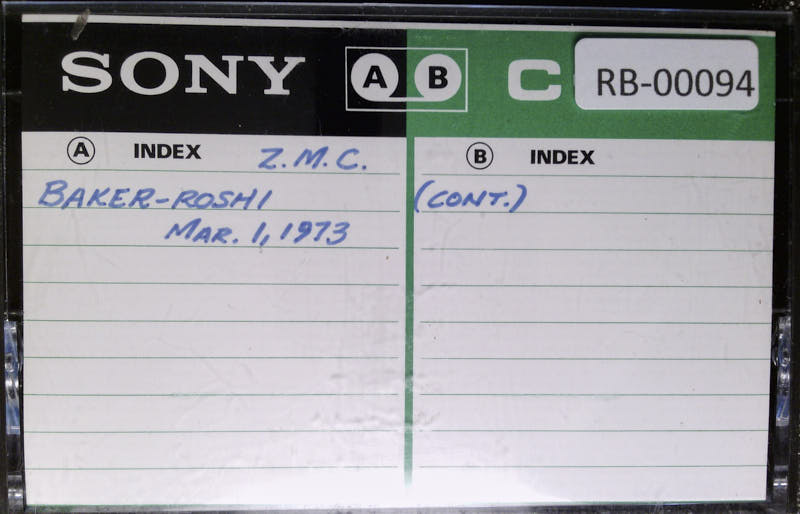 SONY A B C RB-00094
A INDEX Z.M.C.
BAKER-ROSHI
MAR. 1, 1973
B INDEX
(CONT.)